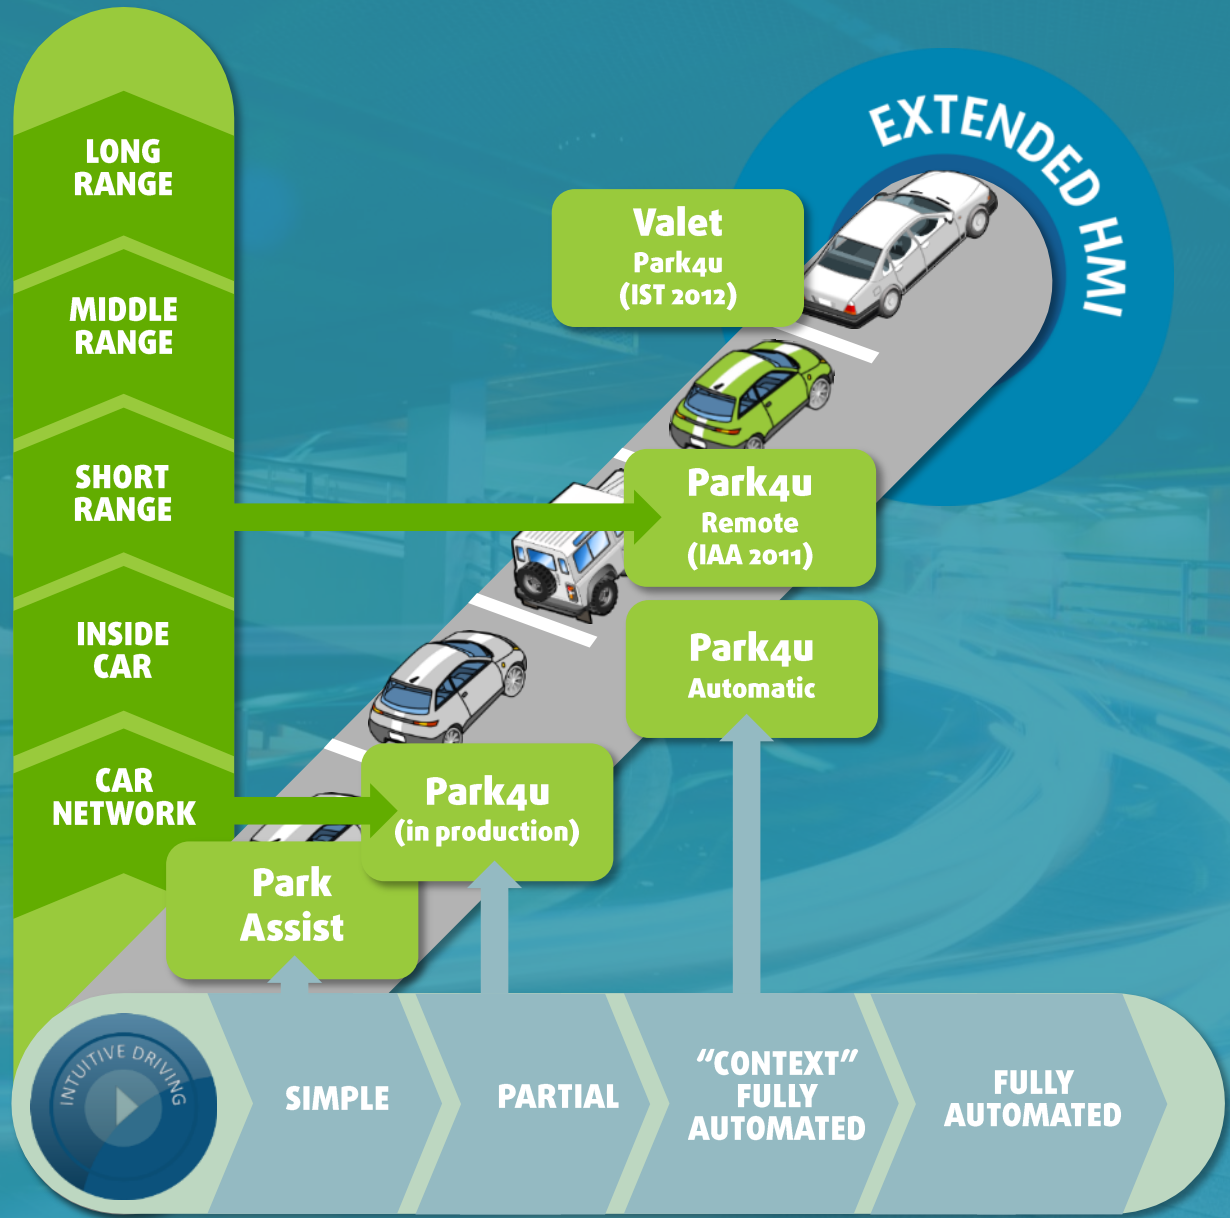 LONG
RANGE
MIDDLE
RANGE
SHORT
RANGE
INSIDE
CAR
CAR
NETWORK
EXTENDED HMI
Valet
Park4u
(IST 2012)
Park4u
Remote
(IAA 2011)
Park4u
Automatic
Park4u
(in production)
Park
Assist
INTUITIVE DRIVING
SIMPLE
PARTIAL
“CONTEXT”
FULLY
AUTOMATED
FULLY
AUTOMATED